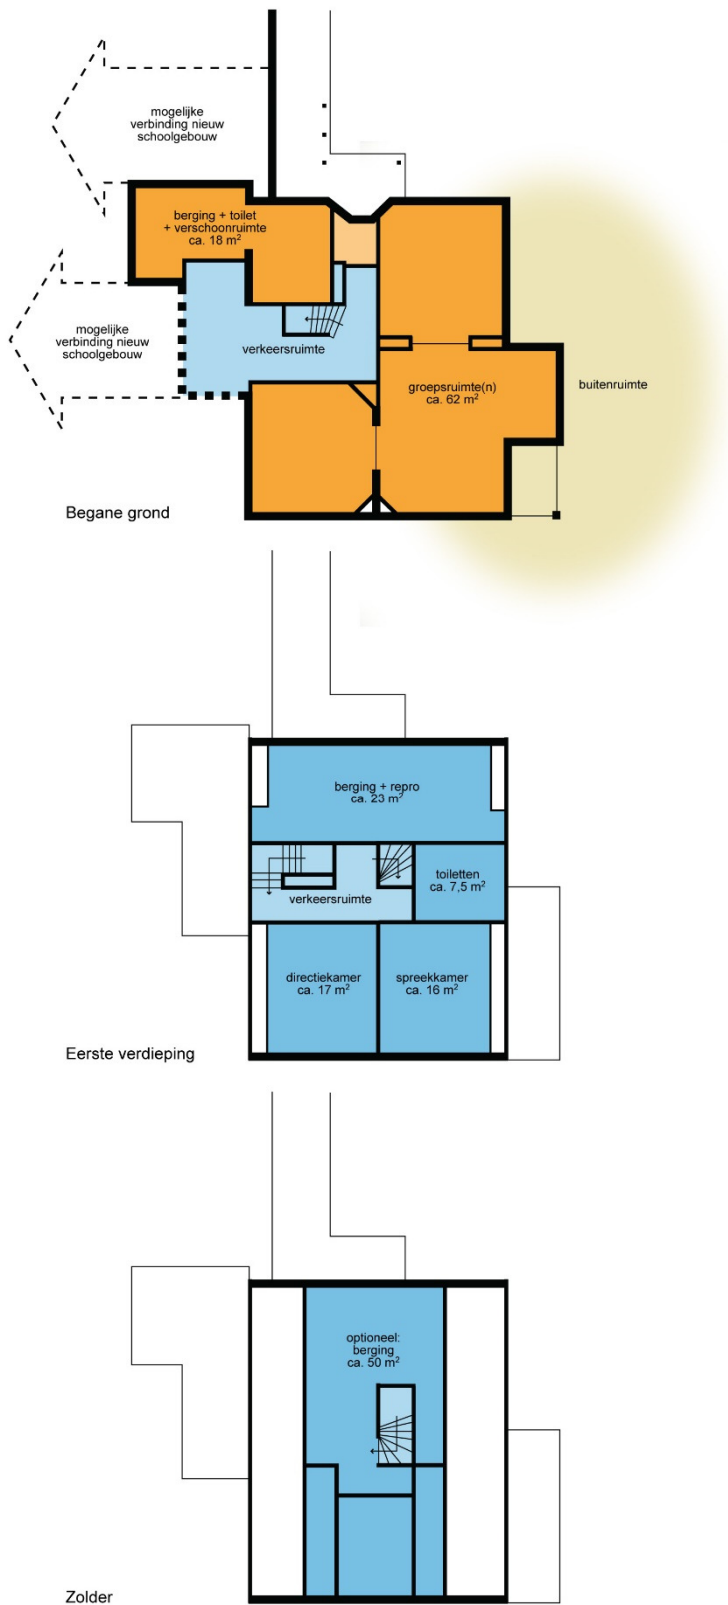 mogelijke
verbinding nieuw
schoolgebouw
berging + toilet
+ verschoonruimte
ca. 18 m²
mogelijke
verbinding nieuw
schoolgebouw
verkeersruimte
groepsruimte(n)
ca. 62 m²
buitenruimte
Begane grond
berging + repro
ca. 23 m²
toiletten
ca. 7,5 m²
verkeersruimte
directiekamer
ca. 17 m²
spreekkamer
ca. 16 m²
Eerste verdieping
optioneel:
berging
ca. 50 m²
Zolder